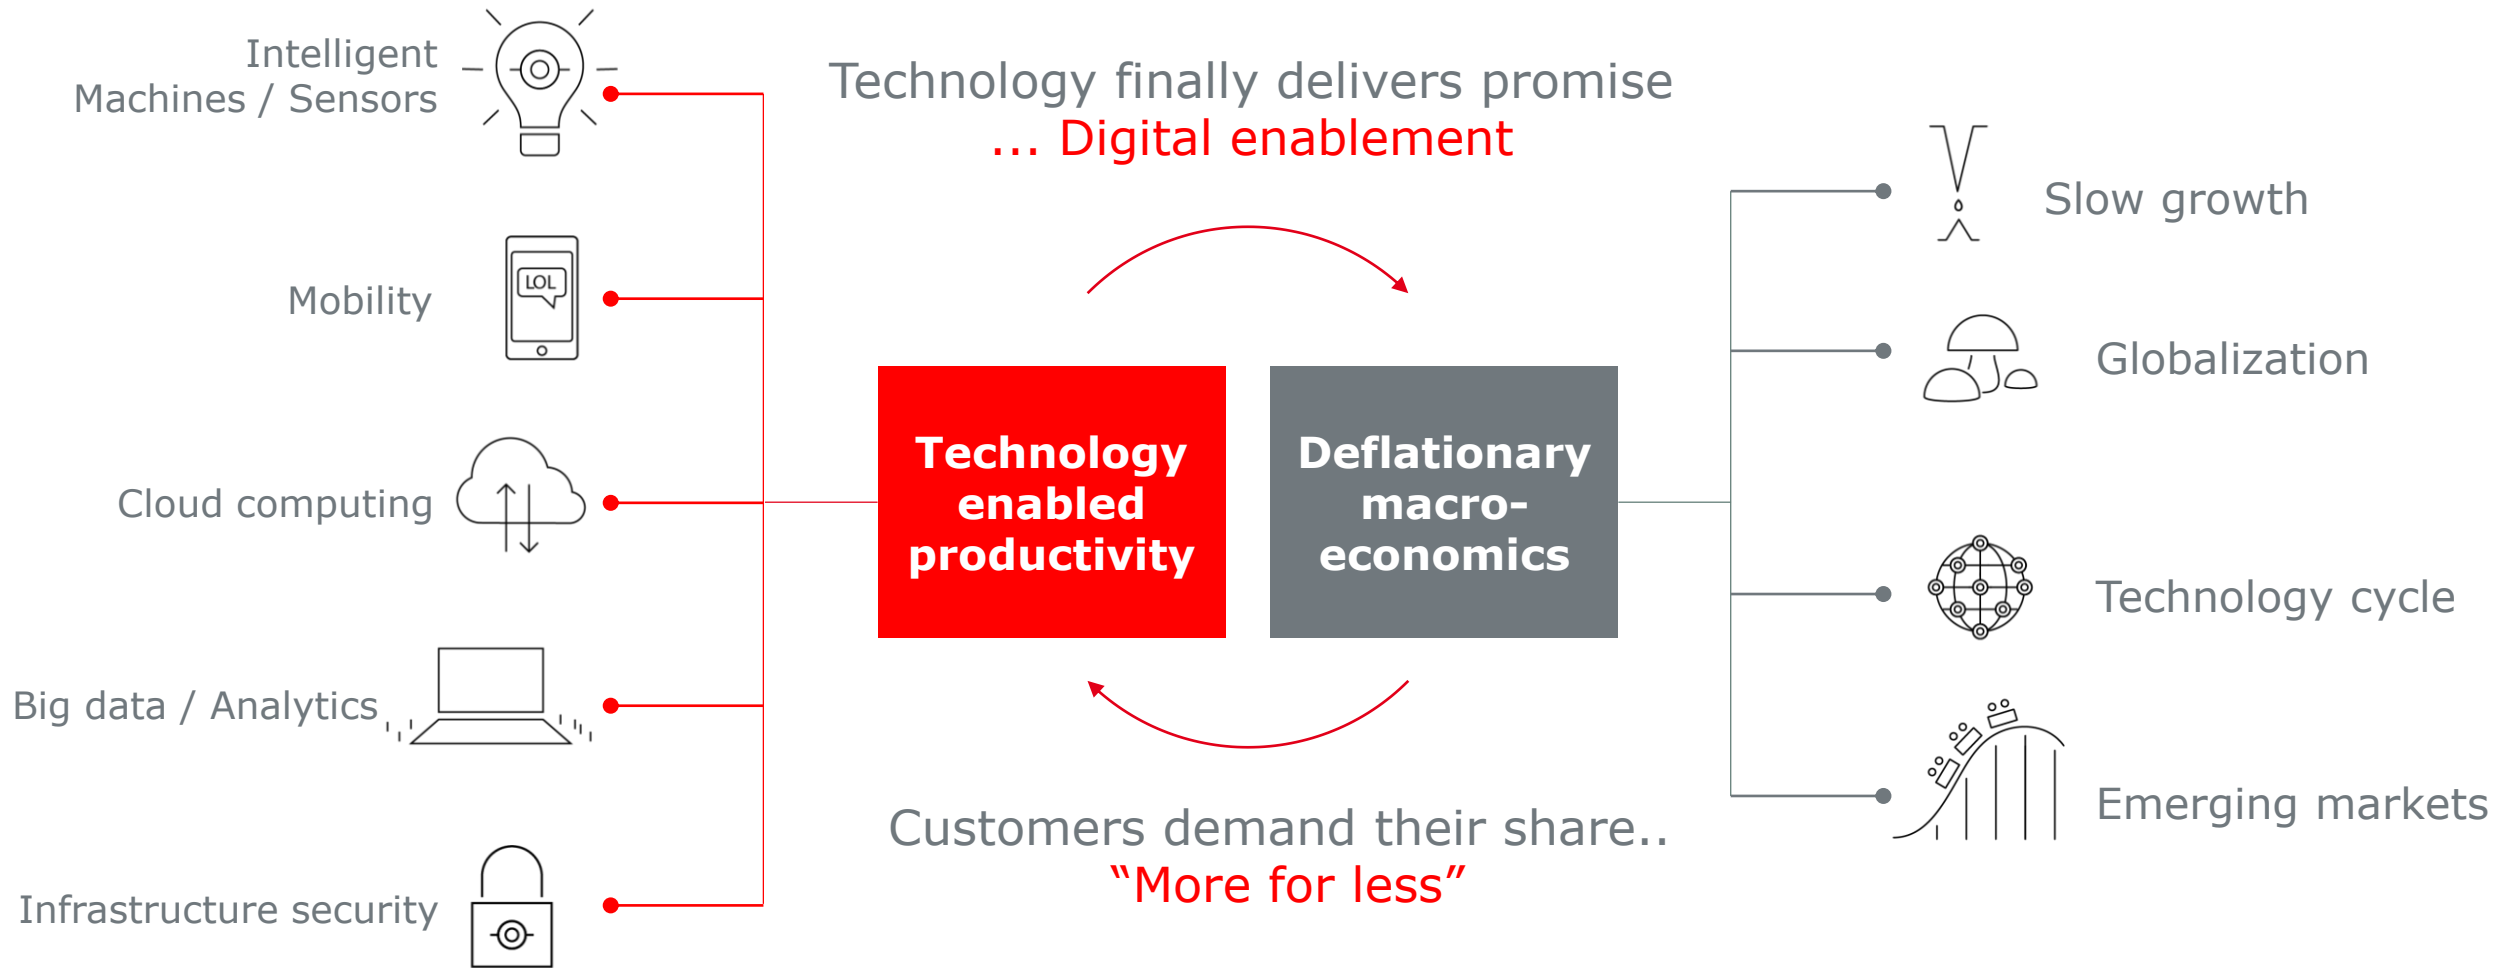 Intelligent
Machines / Sensors
Mobility
LOL
Cloud computing
Big data / Analytics
Infrastructure security
Technology finally delivers promise
... Digital enablement
Technology
enabled
productivity
Deflationary
macro-
economics
Customers demand their share..
“More for less”
Slow growth
Globalization
Technology cycle
Emerging markets